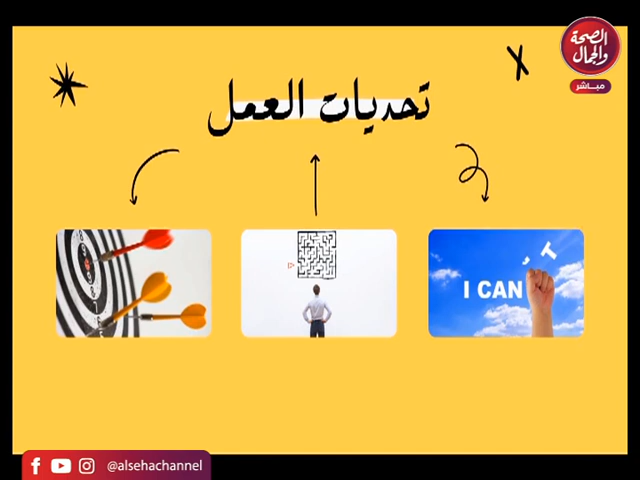 الصحة
والجمال
مباشر
تحديات العمل
I CAN'T
@alsehachannel